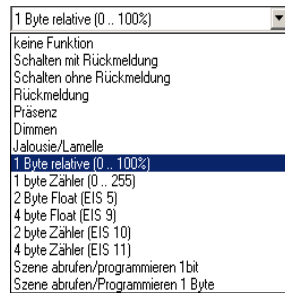 1 Byte relative (0 .. 100%)
keine Funktion
Schalten mit Rückmeldung
Schalten ohne Rückmeldung
Rückmeldung
Präsenz
Dimmen
Jalousie/Lamelle
1 Byte relative (0 .. 100%)
1 byte Zähler (0 .. 255)
2 Byte Float (EIS 5)
4 byte Float (EIS 9)
2 byte Zähler (EIS 10)
4 byte Zähler (EIS 11)
Szene abrufen/programmieren 1bit
Szene abrufen/Programmieren 1 Byte